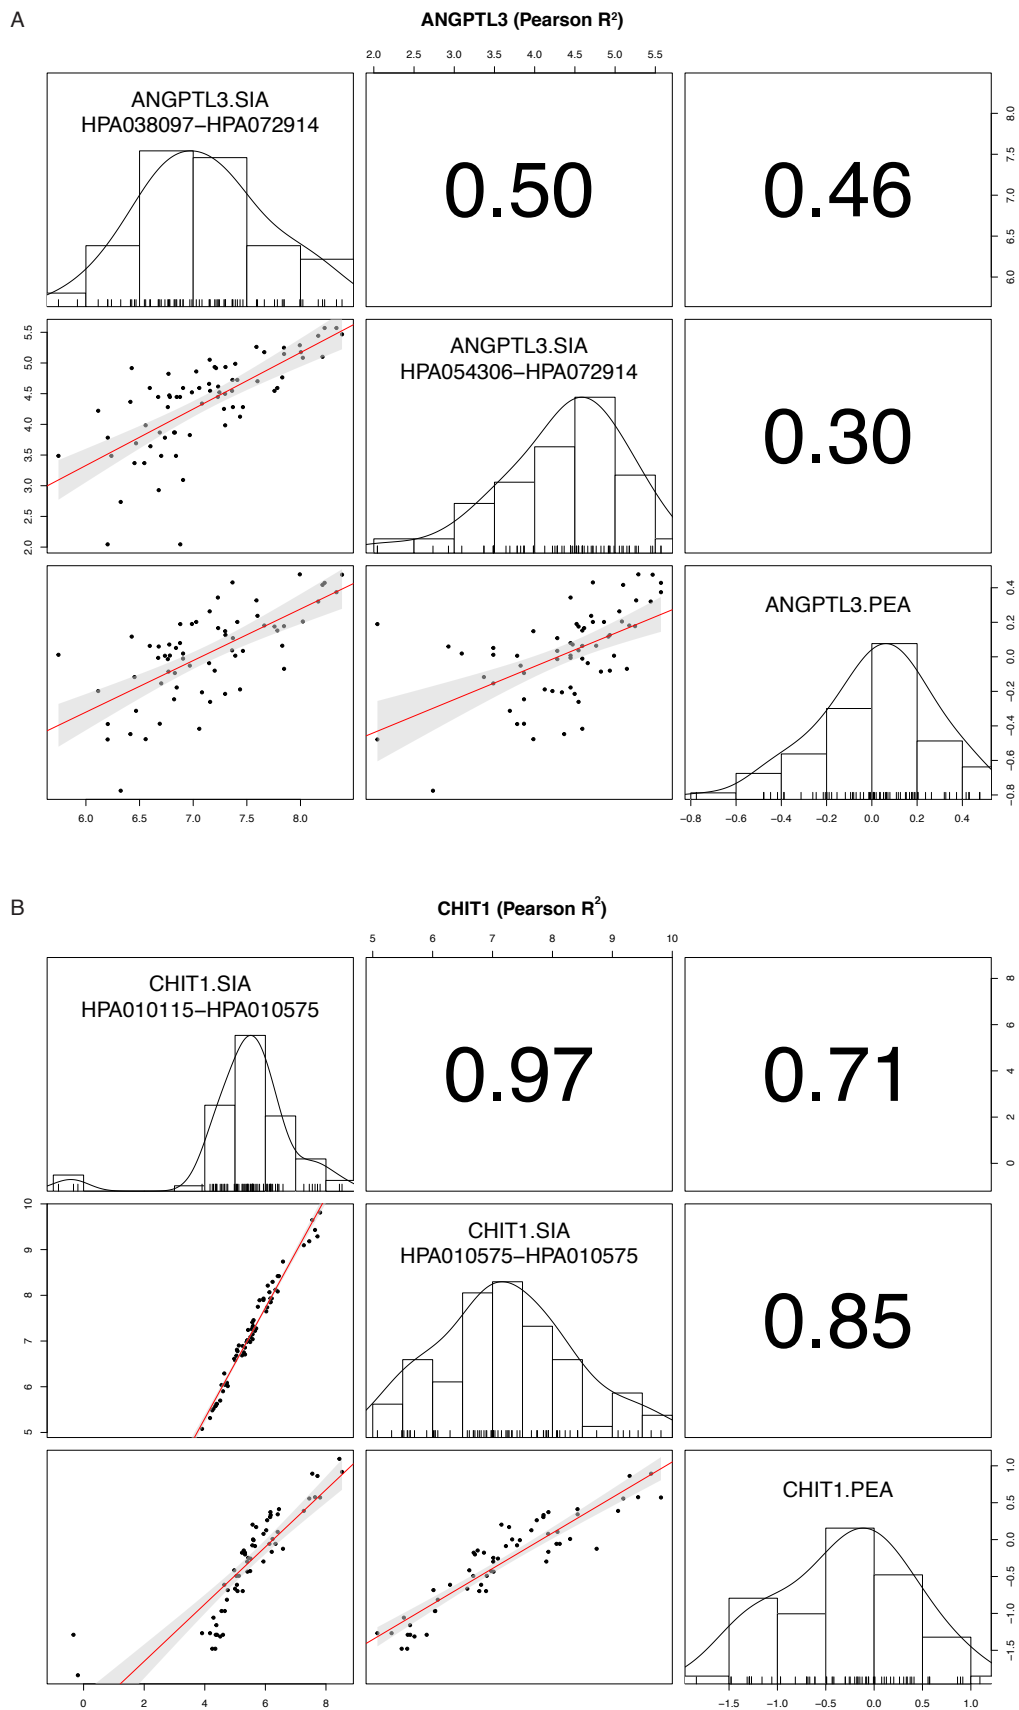 A
ANGPTL3 (Pearson R²)
2.0 2.5 3.0 3.5 4.0 4.5 5.0 5.5
ANGPTL3.SIA
HPA038097−HPA072914
0.50
0.46
6.0 6.5 7.0 7.5 8.0
2.0 2.5 3.0 3.5 4.0 4.5 5.0 5.5
ANGPTL3.SIA
HPA054306−HPA072914
0.30
ANGPTL3.PEA
−0.8 −0.6 −0.4 −0.2 0.0 0.2 0.4
6.0 6.5 7.0 7.5 8.0
−0.8 −0.6 −0.4 −0.2 0.0 0.2 0.4
B
CHIT1 (Pearson R²)
5 6 7 8 9 10
CHIT1.SIA
HPA010115−HPA010575
0.97
0.71
0 2 4 6 8
5 6 7 8 9 10
CHIT1.SIA
HPA010575−HPA010575
0.85
CHIT1.PEA
−1.5 −1.0 −0.5 0.0 0.5 1.0
0 2 4 6 8
−1.5 −1.0 −0.5 0.0 0.5 1.0